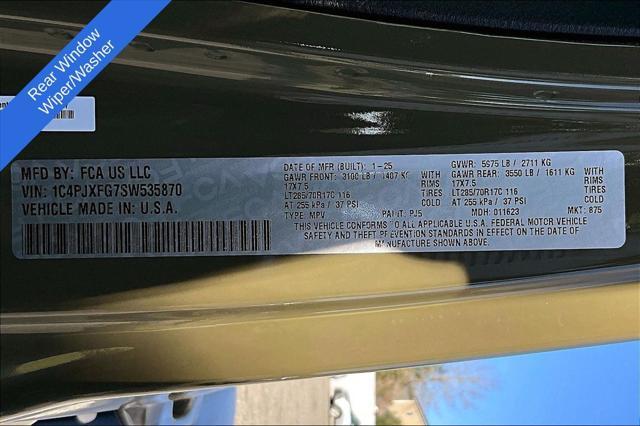 Rear Window
Wiper/Washer
MFD BY: FCA US LLC
VIN: 1C4PJXFG7SW535870
VEHICLE MADE IN: U.S.A.
DATE OF MFR (BUILT): 1-25
GVWR: 5975 LB / 2711 KG
GAWR FRONT: 3100 LB / 1407 KG WITH
GAWR REAR: 3550 LB / 1611 KG WITH
17X7.5 RIMS
17X7.5
LT285/70R17C 116 TIRES
LT285/70R17C 116 TIRES
AT 255 kPa / 37 PSI COLD
AT 255 kPa / 37 PSI COLD
TYPE: MPV
PAINT: PJ5
MDH: 011623
MKT: 875
THIS VEHICLE CONFORMS TO ALL APPLICABLE U.S.A. FEDERAL MOTOR VEHICLE
SAFETY AND THEFT PREVENTION STANDARDS IN EFFECT ON THE DATE OF
MANUFACTURE SHOWN ABOVE.